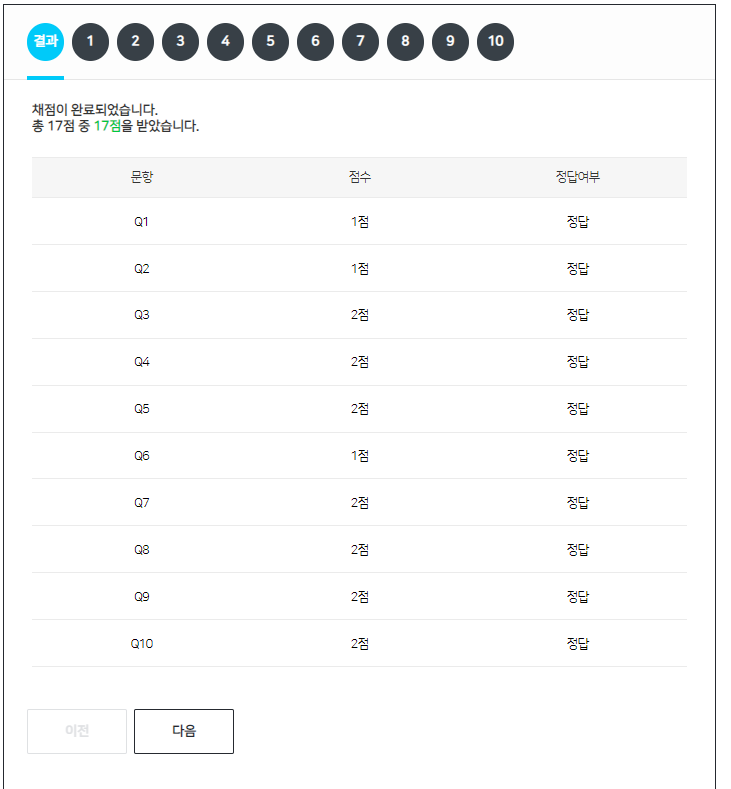 결과 1 2 3 4 5 6 7 8 9 10
채점이 완료되었습니다.
총 17점 중 17점을 받았습니다.
문항 점수 정답여부
Q1 1점 정답
Q2 1점 정답
Q3 2점 정답
Q4 2점 정답
Q5 2점 정답
Q6 1점 정답
Q7 2점 정답
Q8 2점 정답
Q9 2점 정답
Q10 2점 정답
이전 다음